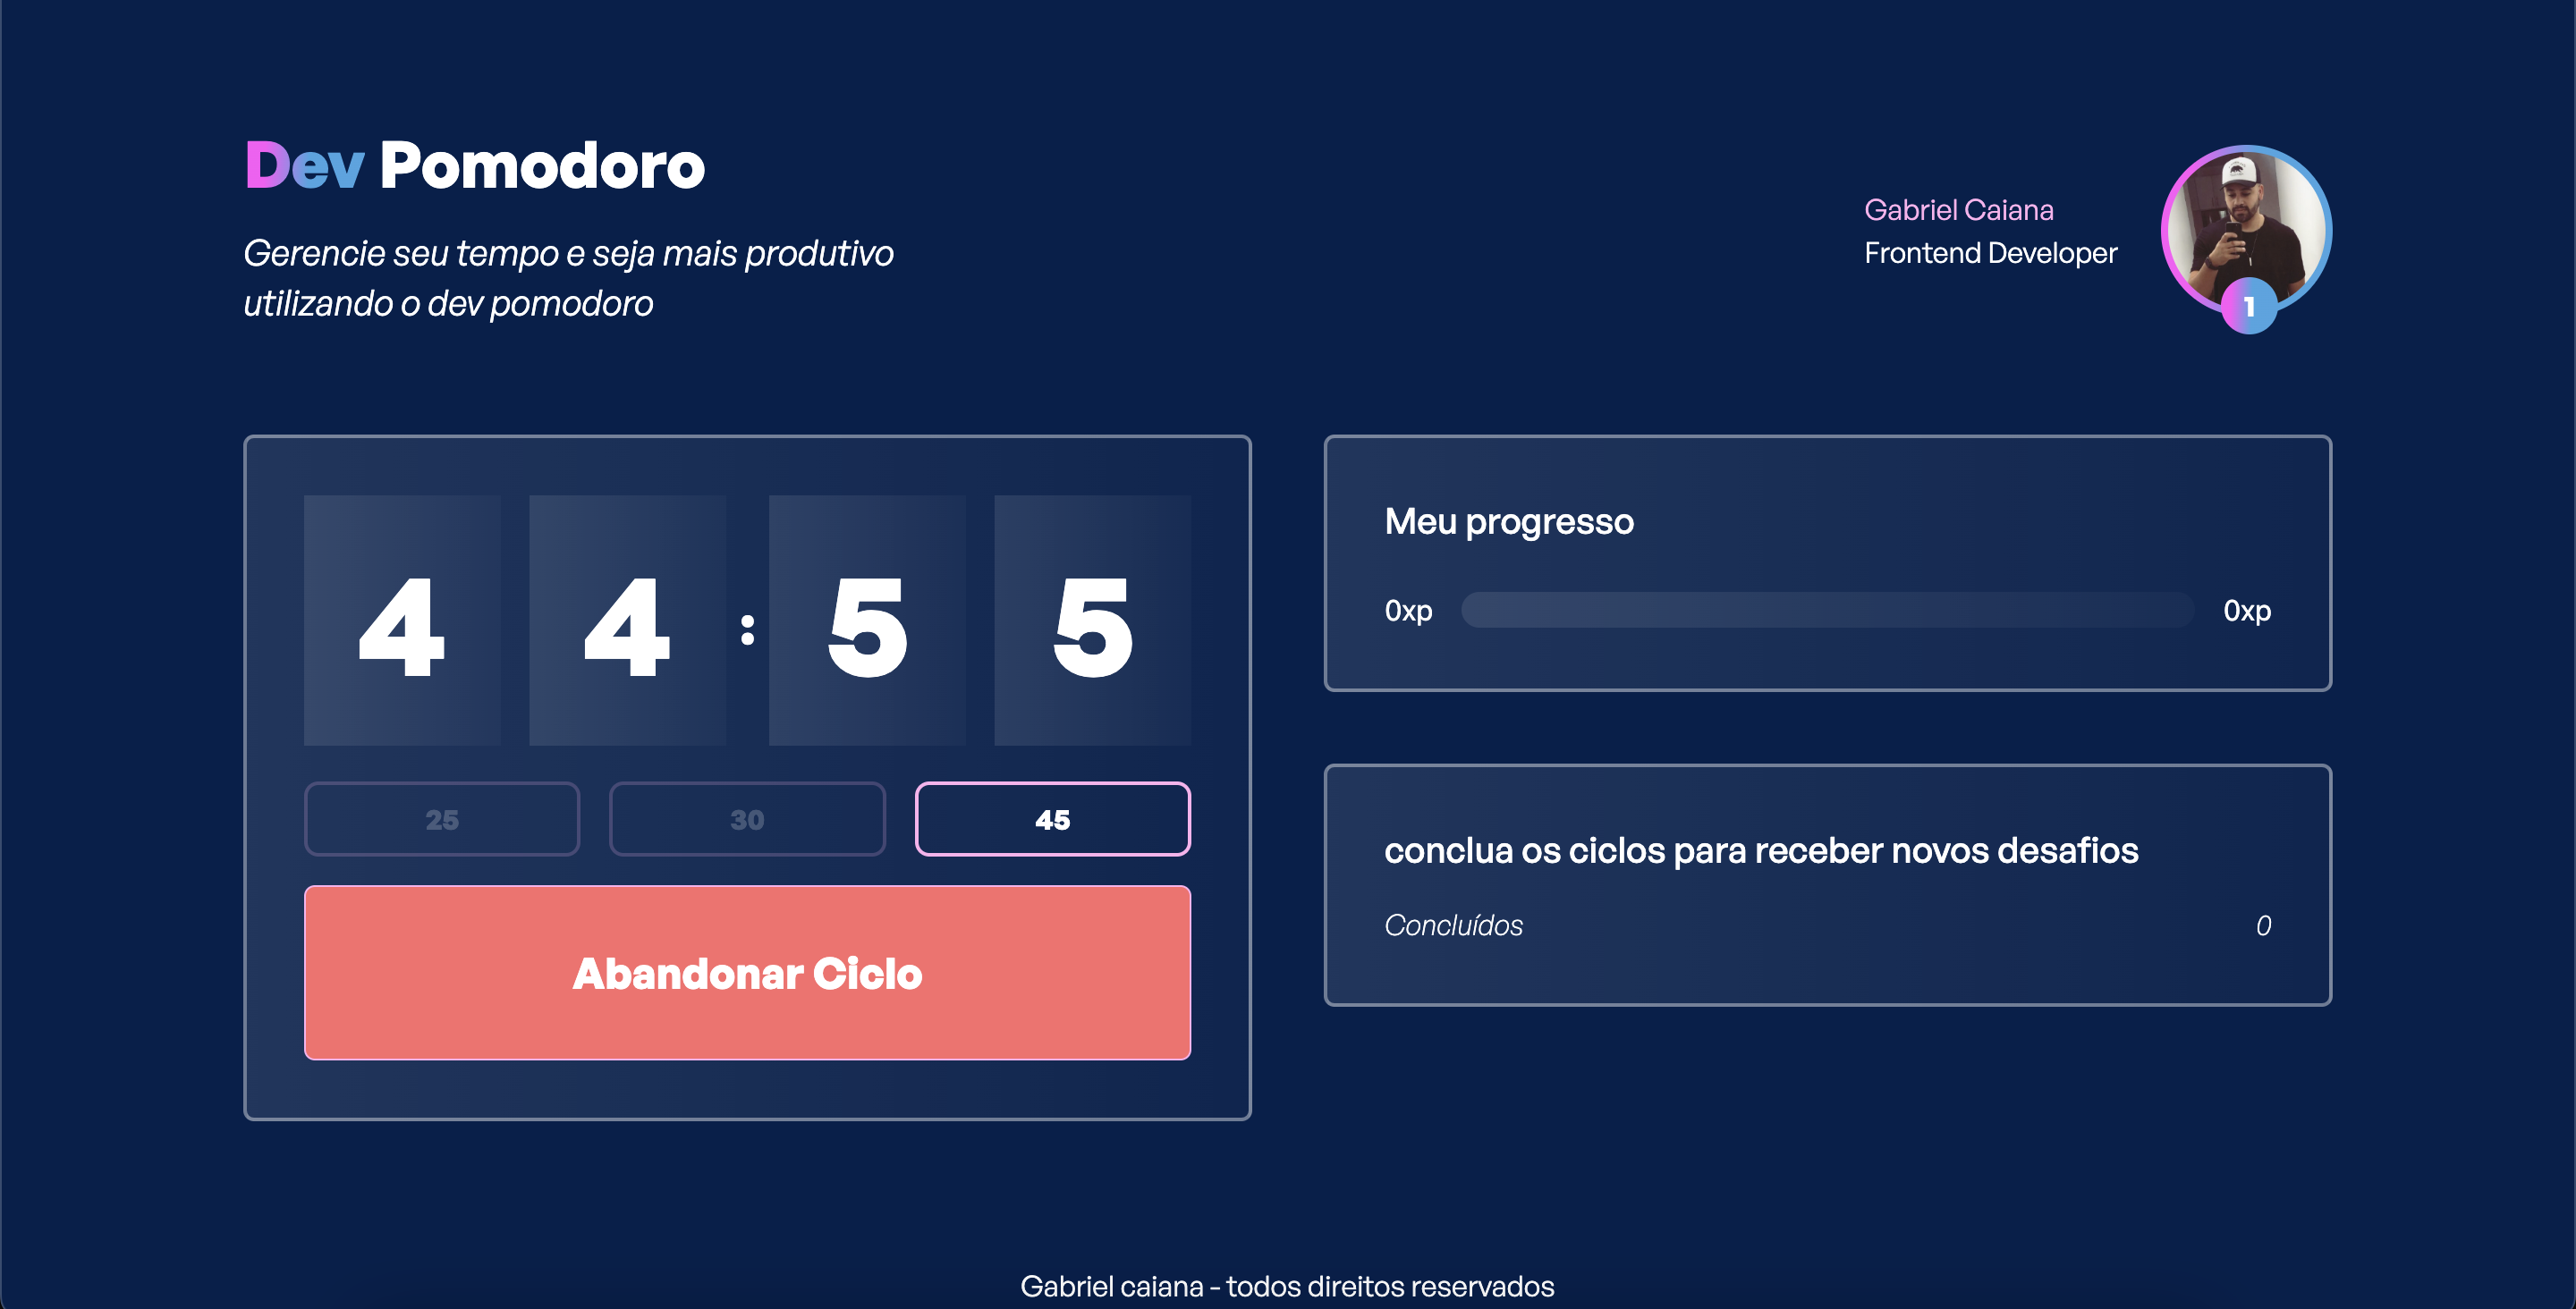 Dev Pomodoro
Gerencie seu tempo e seja mais produtivo
utilizando o dev pomodoro
Gabriel Caiana
Frontend Developer
1
4 4 : 5 5
25 30 45
Abandonar Ciclo
Meu progresso
0xp 0xp
conclua os ciclos para receber novos desafios
Concluídos 0
Gabriel caiana - todos direitos reservados